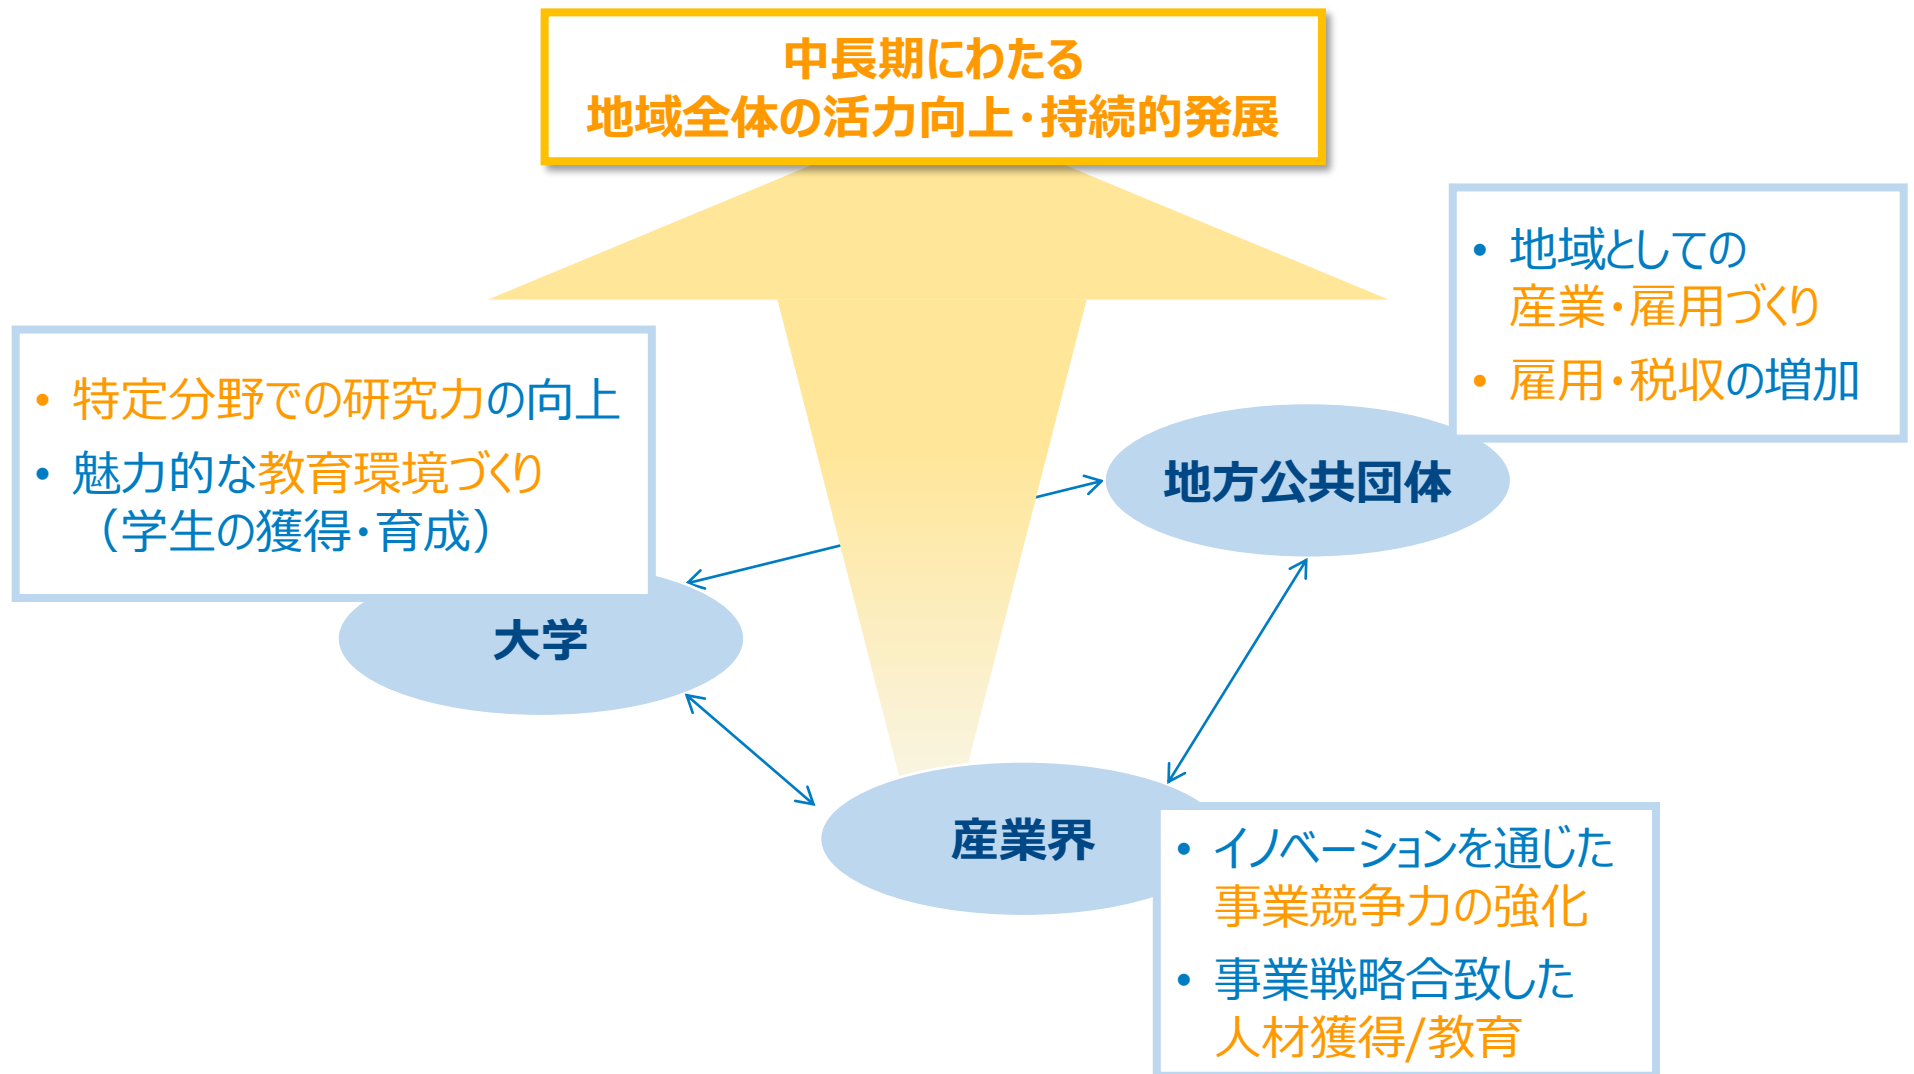 中長期にわたる
地域全体の活力向上・持続的発展
• 地域としての
産業・雇用づくり
• 雇用・税収の増加
• 特定分野での研究力の向上
• 魅力的な教育環境づくり
（学生の獲得・育成）
地方公共団体
大学
産業界
• イノベーションを通じた
事業競争力の強化
• 事業戦略合致した
人材獲得/教育